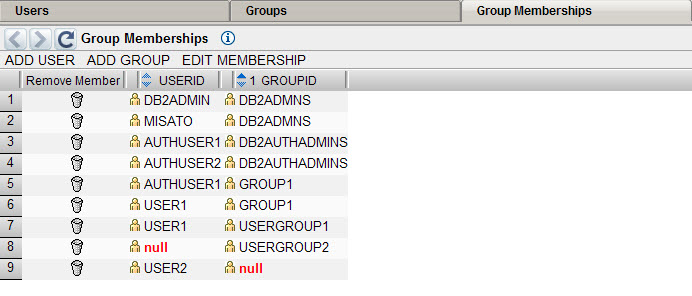 Users Groups Group Memberships
Group Memberships
ADD USER ADD GROUP EDIT MEMBERSHIP
Remove Member USERID 1 GROUPID
1 DB2ADMIN DB2ADMNS
2 MISATO DB2ADMNS
3 AUTHUSER1 DB2AUTHADMINS
4 AUTHUSER2 DB2AUTHADMINS
5 AUTHUSER1 GROUP1
6 USER1 GROUP1
7 USER1 USERGROUP1
8 null USERGROUP2
9 USER2 null